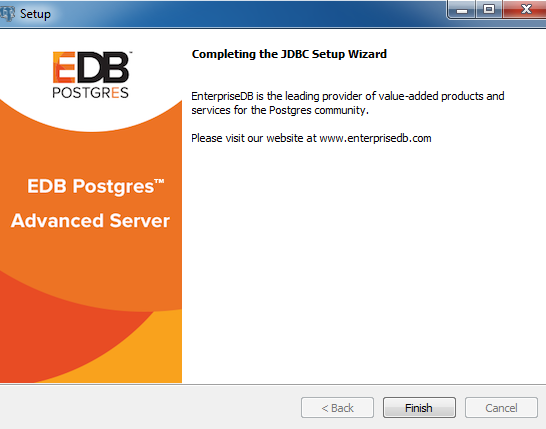 Setup
EDB
POSTGRES
EDB Postgres™
Advanced Server
Completing the JDBC Setup Wizard
EnterpriseDB is the leading provider of value-added products and
services for the Postgres community.
Please visit our website at www.enterprisedb.com
< Back
Finish
Cancel